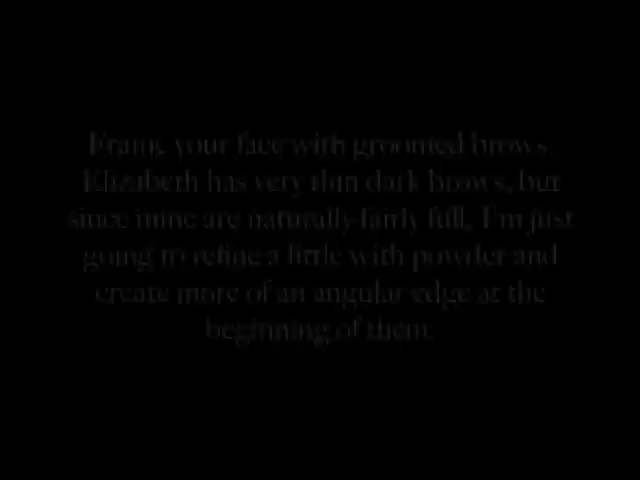 Frame your face with groomed brows.
Elizabeth has very thin dark brows, but
since mine are naturally fairly full, I'm just
going to refine a little with powder and
create more of an angular edge at the
beginning of them.